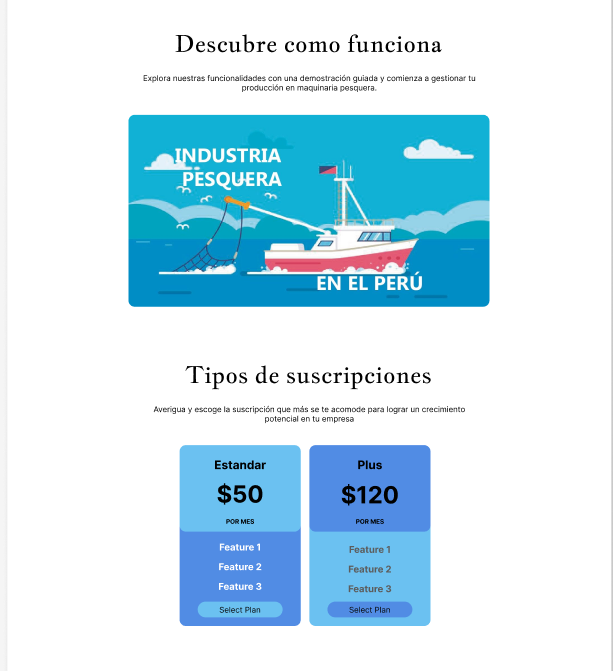 Descubre como funciona
Explora nuestras funcionalidades con una demostración guiada y comienza a gestionar tu
producción en maquinaria pesquera.
INDUSTRIA
PESQUERA
EN EL PERÚ
Tipos de suscripciones
Averigua y escoge la suscripción que más se te acomode para lograr un crecimiento
potencial en tu empresa
Estandar
$50
POR MES
Feature 1
Feature 2
Feature 3
Select Plan
Plus
$120
POR MES
Feature 1
Feature 2
Feature 3
Select Plan